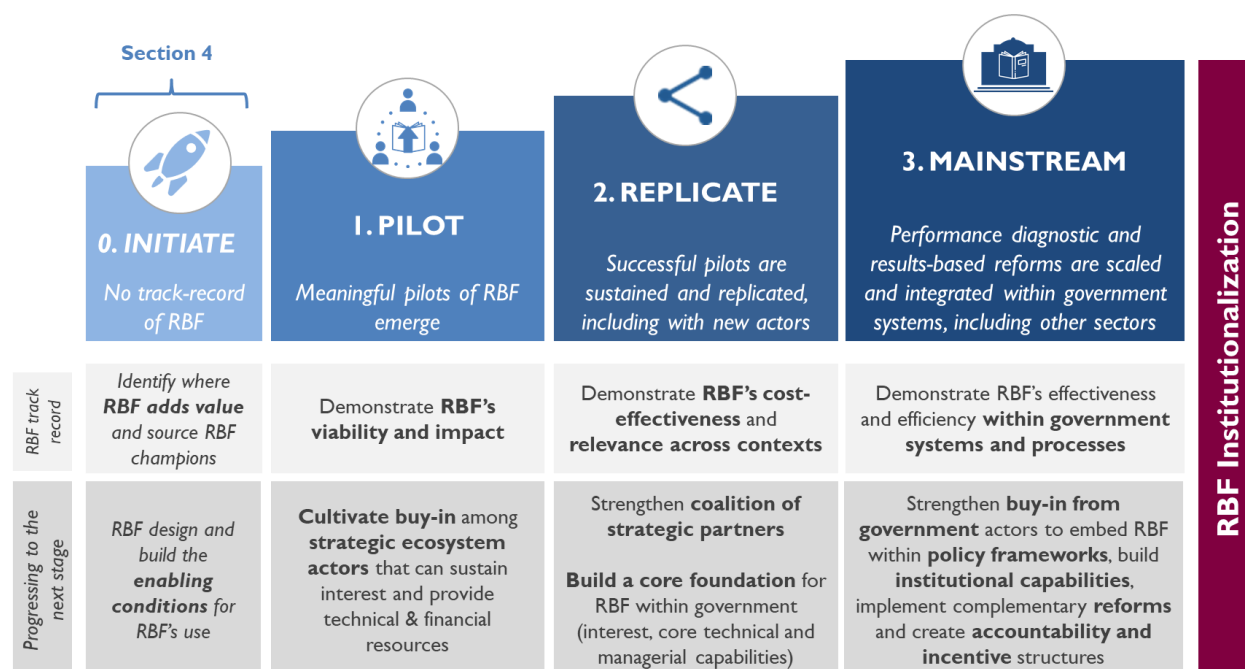 Section 4
0. INITIATE
No track-record
of RBF
1. PILOT
Meaningful pilots of RBF
emerge
2. REPLICATE
Successful pilots are
sustained and replicated,
including with new actors
3. MAINSTREAM
Performance diagnostic and
results-based reforms are scaled
and integrated within government
systems, including other sectors
RBF track
record
Identify where
RBF adds value
and source RBF
champions
Demonstrate RBF's
viability and impact
Demonstrate RBF's cost-
effectiveness and
relevance across contexts
Demonstrate RBF's effectiveness
and efficiency within government
systems and processes
Progressing to the
next stage
RBF design and
build the
enabling
conditions for
RBF's use
Cultivate buy-in among
strategic ecosystem
actors that can sustain
interest and provide
technical & financial
resources
Strengthen coalition of
strategic partners
Build a core foundation for
RBF within government
(interest, core technical and
managerial capabilities)
Strengthen buy-in from
government actors to embed RBF
within policy frameworks, build
institutional capabilities,
implement complementary reforms
and create accountability and
incentive structures
RBF Institutionalization